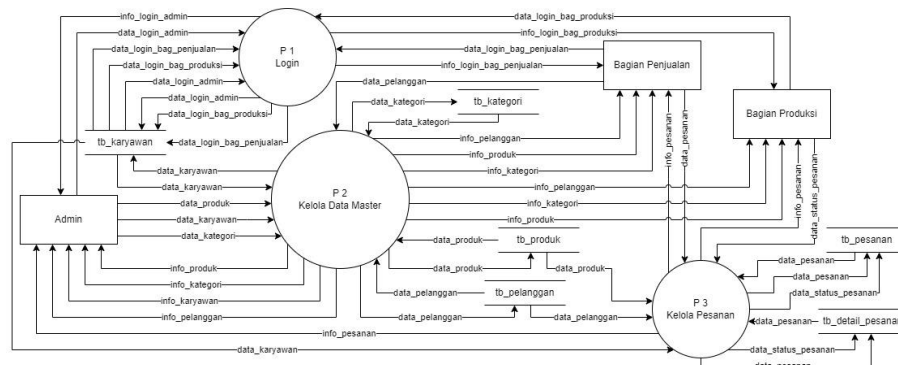 info_login_admin
data_login_bag_produksi
data_login_admin
info_login_bag_produksi
P 1
Login
data_login_bag_penjualan
data_login_bag_penjualan
data_login_bag_produksi
info_login_bag_penjualan
Bagian Penjualan
data_login_admin
data_pelanggan
data_login_admin
data_kategori
tb_kategori
data_login_bag_produksi
data_kategori
Bagian Produksi
tb_karyawan
data_login_bag_penjualan
info_pelanggan
info_pesanan
data_pesanan
info_produk
data_karyawan
info_kategori
data_karyawan
P 2
Kelola Data Master
info_pelanggan
info_pesanan
data_status_pesanan
data_produk
info_kategori
Admin
data_karyawan
info_produk
data_kategori
data_produk
tb_produk
tb_pesanan
info_produk
data_produk
data_produk
data_pesanan
data_pesanan
info_kategori
tb_pelanggan
info_karyawan
data_pelanggan
P 3
Kelola Pesanan
data_status_pesanan
info_pelanggan
data_pelanggan
data_pelanggan
data_pesanan
tb_detail_pesanan
info_pesanan
data_karyawan
data_status_pesanan
data_pesanan